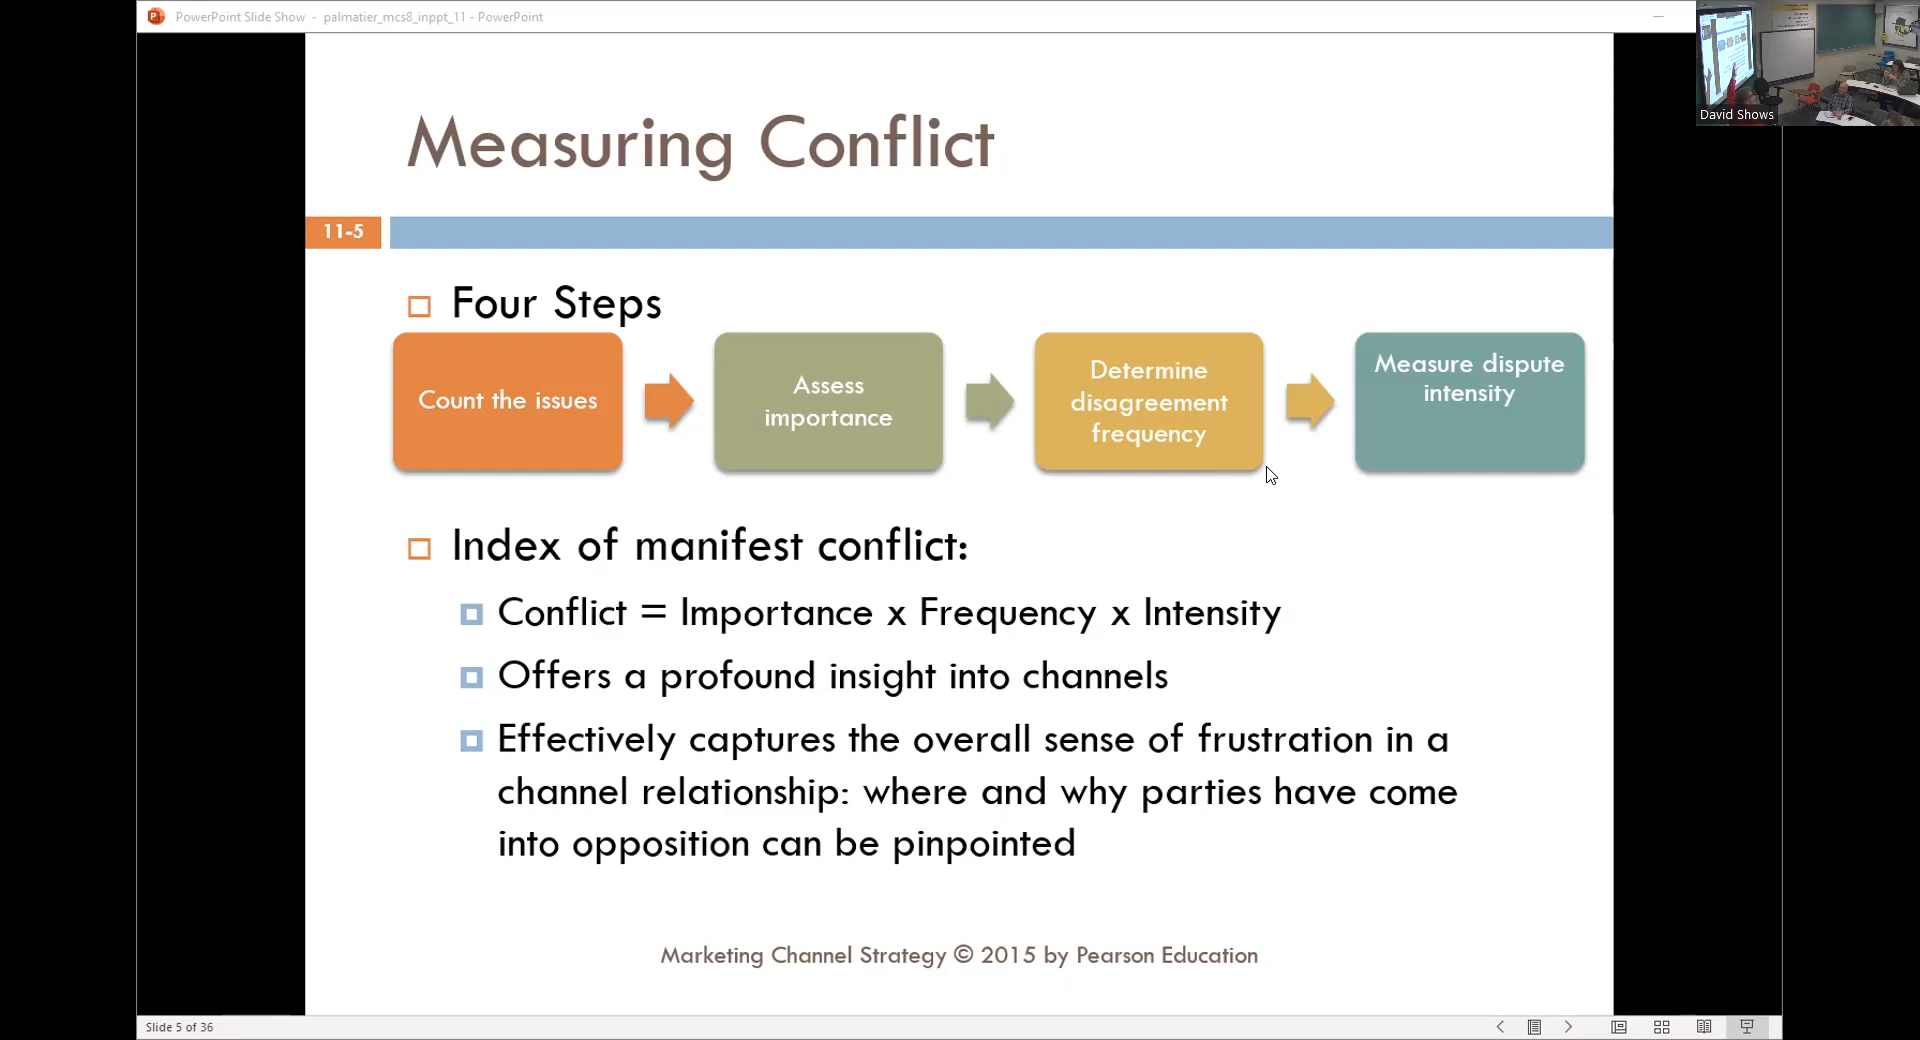 PowerPoint Slide Show - palmatier_mcs8_inppt_11 - PowerPoint
David Shows
Measuring Conflict
11-5
Four Steps
Count the issues
Assess
importance
Determine
disagreement
frequency
Measure dispute
intensity
Index of manifest conflict:
Conflict = Importance x Frequency x Intensity
Offers a profound insight into channels
Effectively captures the overall sense of frustration in a
channel relationship: where and why parties have come
into opposition can be pinpointed
Marketing Channel Strategy © 2015 by Pearson Education
Slide 5 of 36